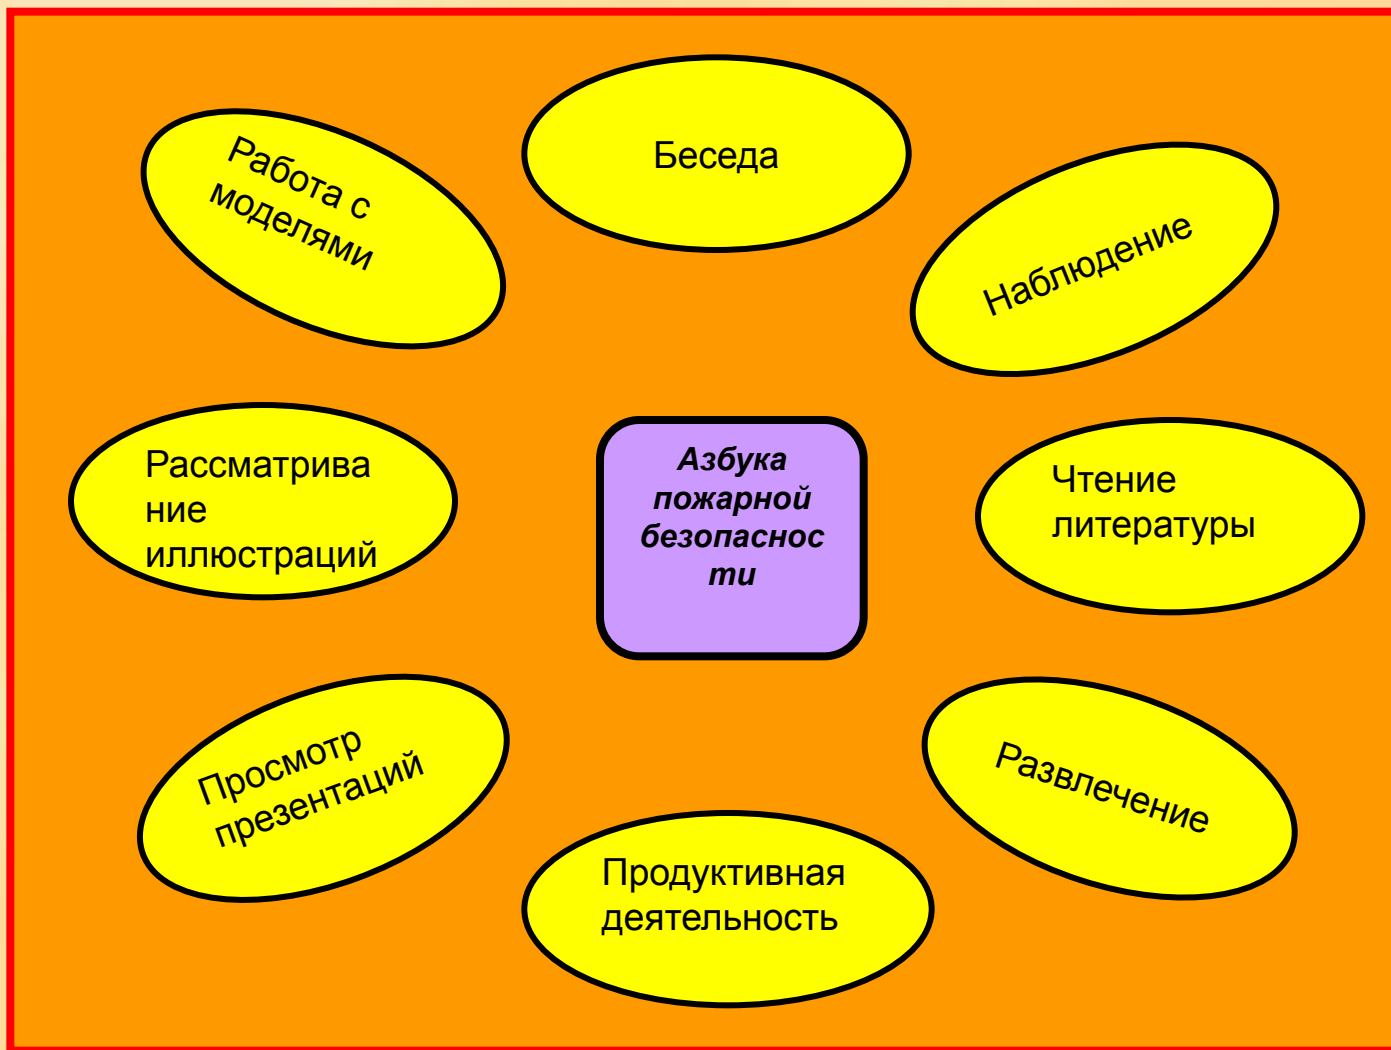 Беседа
Работа с
моделями
Наблюдение
Рассматрива
ние
иллюстраций
Азбука
пожарной
безопаснос
ти
Чтение
литературы
Просмотр
презентаций
Развлечение
Продуктивная
деятельность